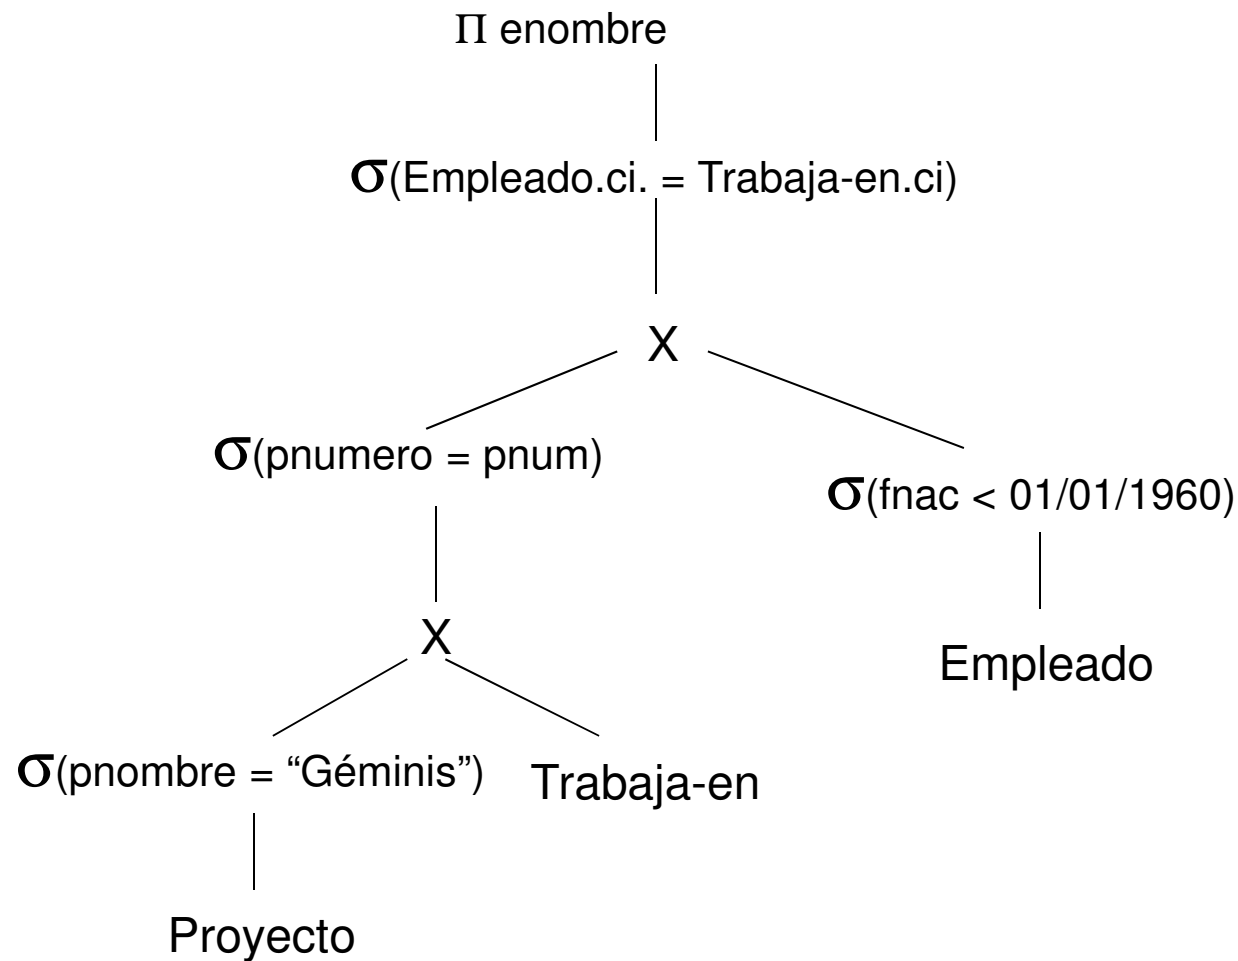 Π enombre
σ(Empleado.ci. = Trabaja-en.ci)
X
σ(pnumero = pnum)
σ(fnac < 01/01/1960)
X
Empleado
σ(pnombre = “Géminis”)
Trabaja-en
Proyecto